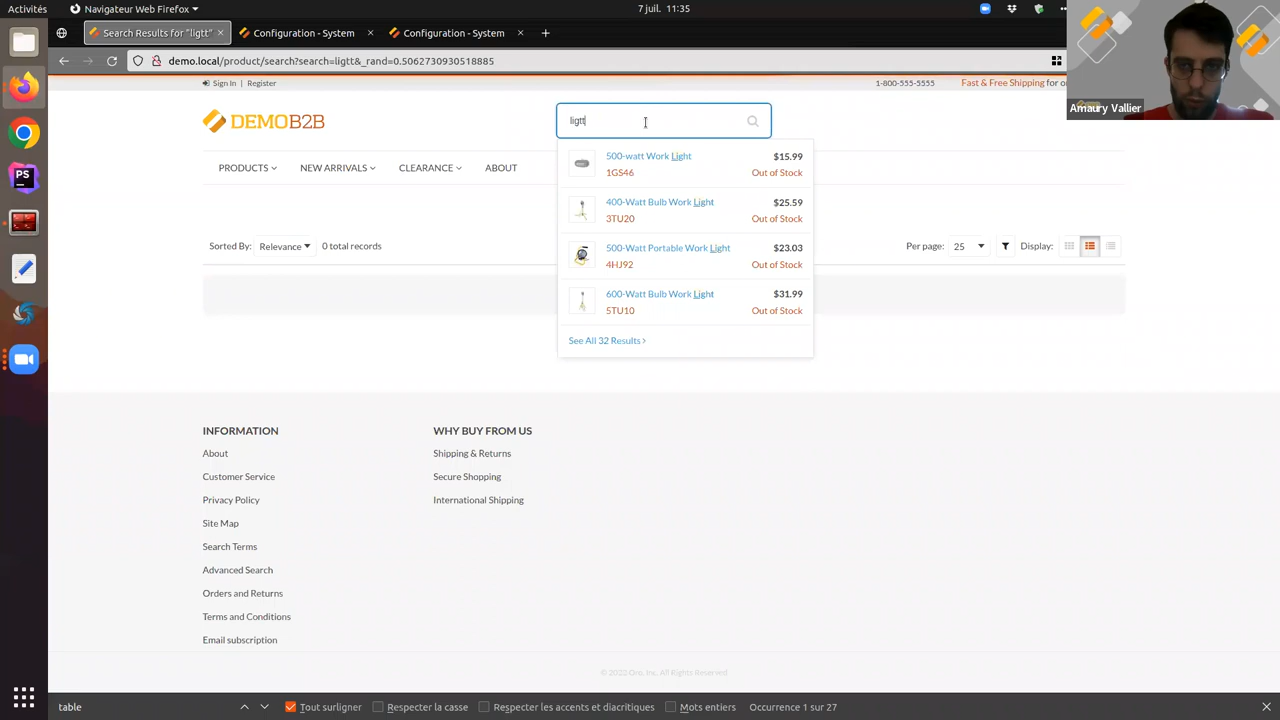 Activités
Navigateur Web Firefox
7 juil. 11:35
Search Results for "ligtt"
Configuration - System
Configuration - System
demo.local/product/search?search=ligtt&_rand=0.5062730930518885
Amaury Vallier
Sign In | Register
1-800-555-5555
Fast & Free Shipping for o
DEMOB2B
ligtt
PRODUCTS
NEW ARRIVALS
CLEARANCE
ABOUT
500-watt Work Light
$15.99
1GS46
Out of Stock
400-Watt Bulb Work Light
$25.59
3TU20
Out of Stock
500-Watt Portable Work Light
$23.03
4HJ92
Out of Stock
600-Watt Bulb Work Light
$31.99
5TU10
Out of Stock
See All 32 Results
Sorted By:
Relevance
0 total records
Per page:
25
Display:
INFORMATION
About
Customer Service
Privacy Policy
Site Map
Search Terms
Advanced Search
Orders and Returns
Terms and Conditions
Email subscription
WHY BUY FROM US
Shipping & Returns
Secure Shopping
International Shipping
© 2022 Oro, Inc. All Rights Reserved.
table
Tout surligner
Respecter la casse
Respecter les accents et diacritiques
Mots entiers
Occurrence 1 sur 27
PS